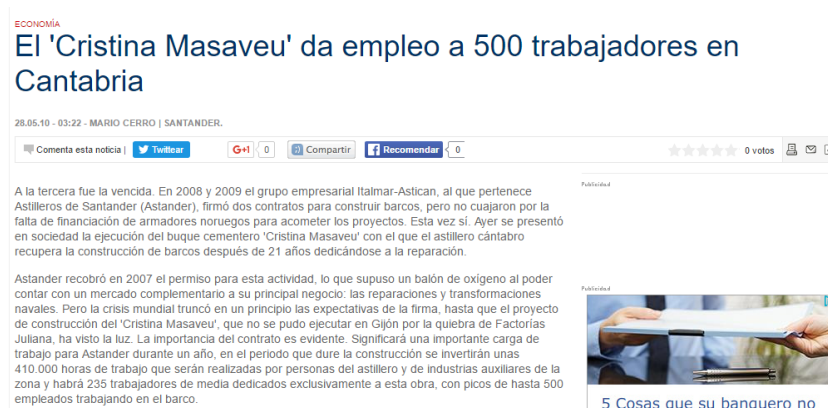 ECONOMÍA
El 'Cristina Masaveu' da empleo a 500 trabajadores en
Cantabria
28.05.10 - 03:22 - MARIO CERRO | SANTANDER.
Comenta esta noticia | Twittear G+1 0 Compartir Recomendar 0 0 votos
A la tercera fue la vencida. En 2008 y 2009 el grupo empresarial Italmar-Astican, al que pertenece
Astilleros de Santander (Astander), firmó dos contratos para construir barcos, pero no cuajaron por la
falta de financiación de armadores noruegos para acometer los proyectos. Esta vez sí. Ayer se presentó
en sociedad la ejecución del buque cementero 'Cristina Masaveu' con el que el astillero cántabro
recupera la construcción de barcos después de 21 años dedicándose a la reparación.
Astander recobró en 2007 el permiso para esta actividad, lo que supuso un balón de oxígeno al poder
contar con un mercado complementario a su principal negocio: las reparaciones y transformaciones
navales. Pero la crisis mundial truncó en un principio las expectativas de la firma, hasta que el proyecto
de construcción del 'Cristina Masaveu', que no se pudo ejecutar en Gijón por la quiebra de Factorías
Juliana, ha visto la luz. La importancia del contrato es evidente. Significará una importante carga de
trabajo para Astander durante un año, en el periodo que dure la construcción se invertirán unas
410.000 horas de trabajo que serán realizadas por personas del astillero y de industrias auxiliares de la
zona y habrá 235 trabajadores de media dedicados exclusivamente a esta obra, con picos de hasta 500
empleados trabajando en el barco.
Publicidad
Publicidad
5 Cosas que su banquero no